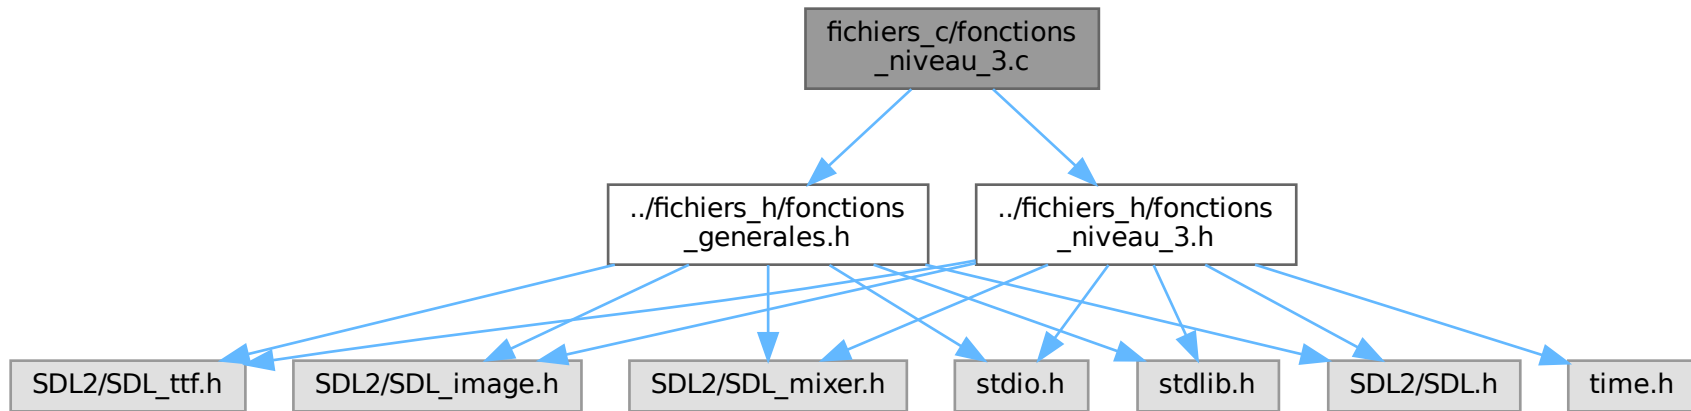 fichiers_c/fonctions
_niveau_3.c
../fichiers_h/fonctions
_generales.h
../fichiers_h/fonctions
_niveau_3.h
SDL2/SDL_ttf.h
SDL2/SDL_image.h
SDL2/SDL_mixer.h
stdio.h
stdlib.h
SDL2/SDL.h
time.h